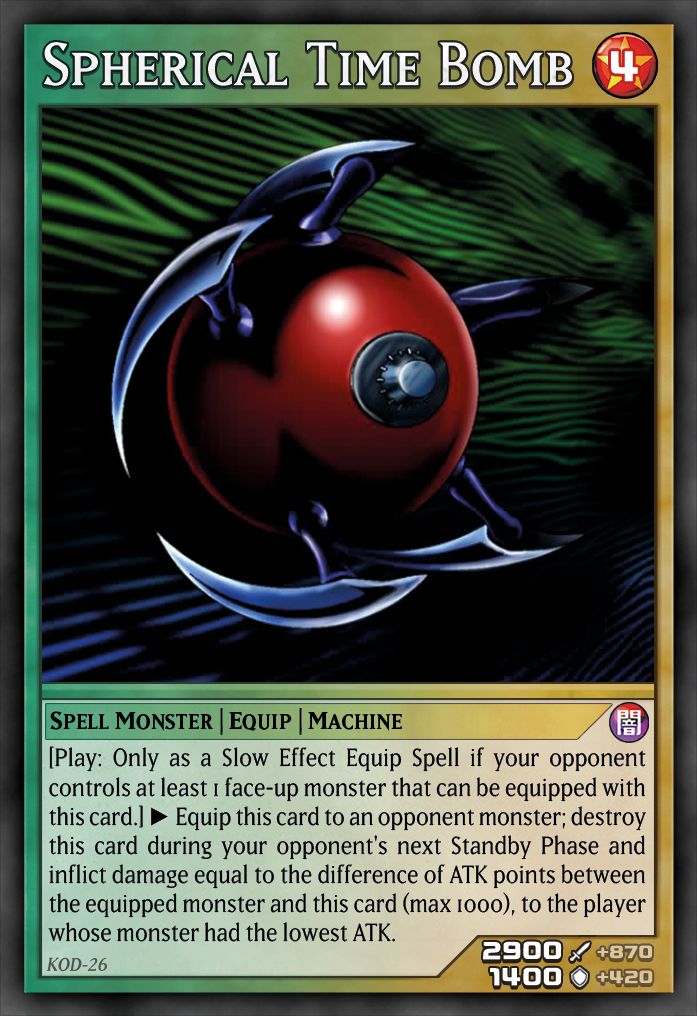 Spherical Time Bomb 4
Spell Monster | Equip | Machine 闇
[Play: Only as a Slow Effect Equip Spell if your opponent
controls at least 1 face-up monster that can be equipped with
this card.] ► Equip this card to an opponent monster; destroy
this card during your opponent's next Standby Phase and
inflict damage equal to the difference of ATK points between
the equipped monster and this card (max 1000), to the player
whose monster had the lowest ATK.
2900 +870
KOD-26 1400 +420